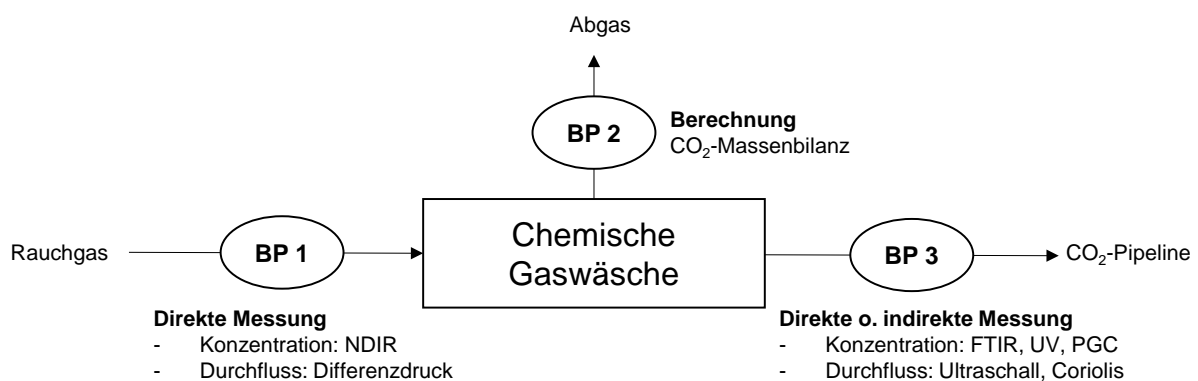 Abgas
BP 2
Berechnung
CO₂-Massenbilanz
Rauchgas
BP 1
Chemische
Gaswäsche
BP 3
CO₂-Pipeline
Direkte Messung
- Konzentration: NDIR
- Durchfluss: Differenzdruck
Direkte o. indirekte Messung
- Konzentration: FTIR, UV, PGC
- Durchfluss: Ultraschall, Coriolis